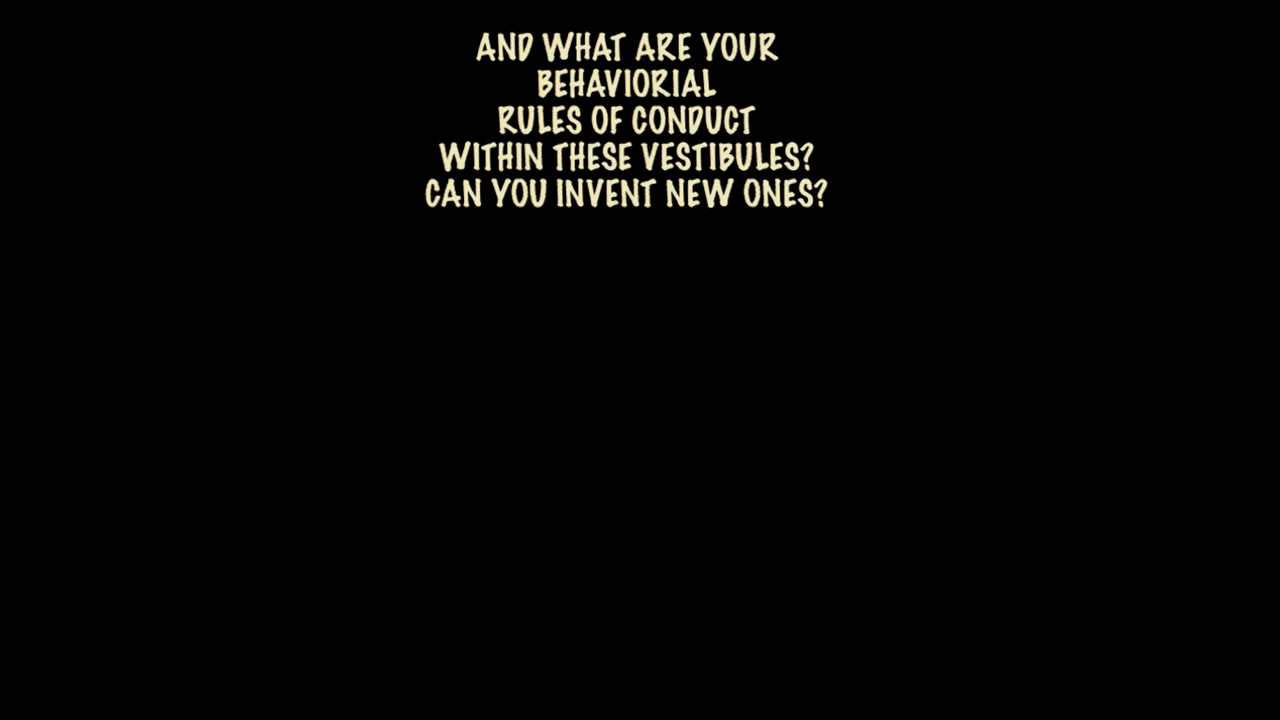 AND WHAT ARE YOUR
BEHAVIORIAL
RULES OF CONDUCT
WITHIN THESE VESTIBULES?
CAN YOU INVENT NEW ONES?